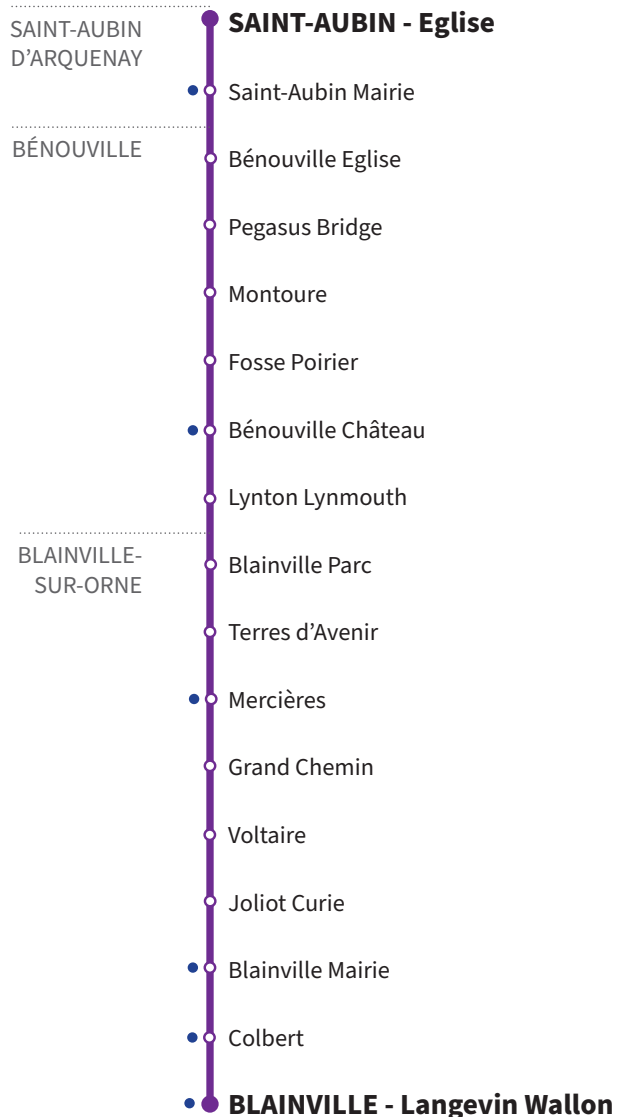 SAINT-AUBIN
D’ARQUENAY
SAINT-AUBIN - Eglise
Saint-Aubin Mairie
BÉNOUVILLE
Bénouville Eglise
Pegasus Bridge
Montoure
Fosse Poirier
Bénouville Château
Lynton Lynmouth
BLAINVILLE-
SUR-ORNE
Blainville Parc
Terres d’Avenir
Mercières
Grand Chemin
Voltaire
Joliot Curie
Blainville Mairie
Colbert
BLAINVILLE - Langevin Wallon